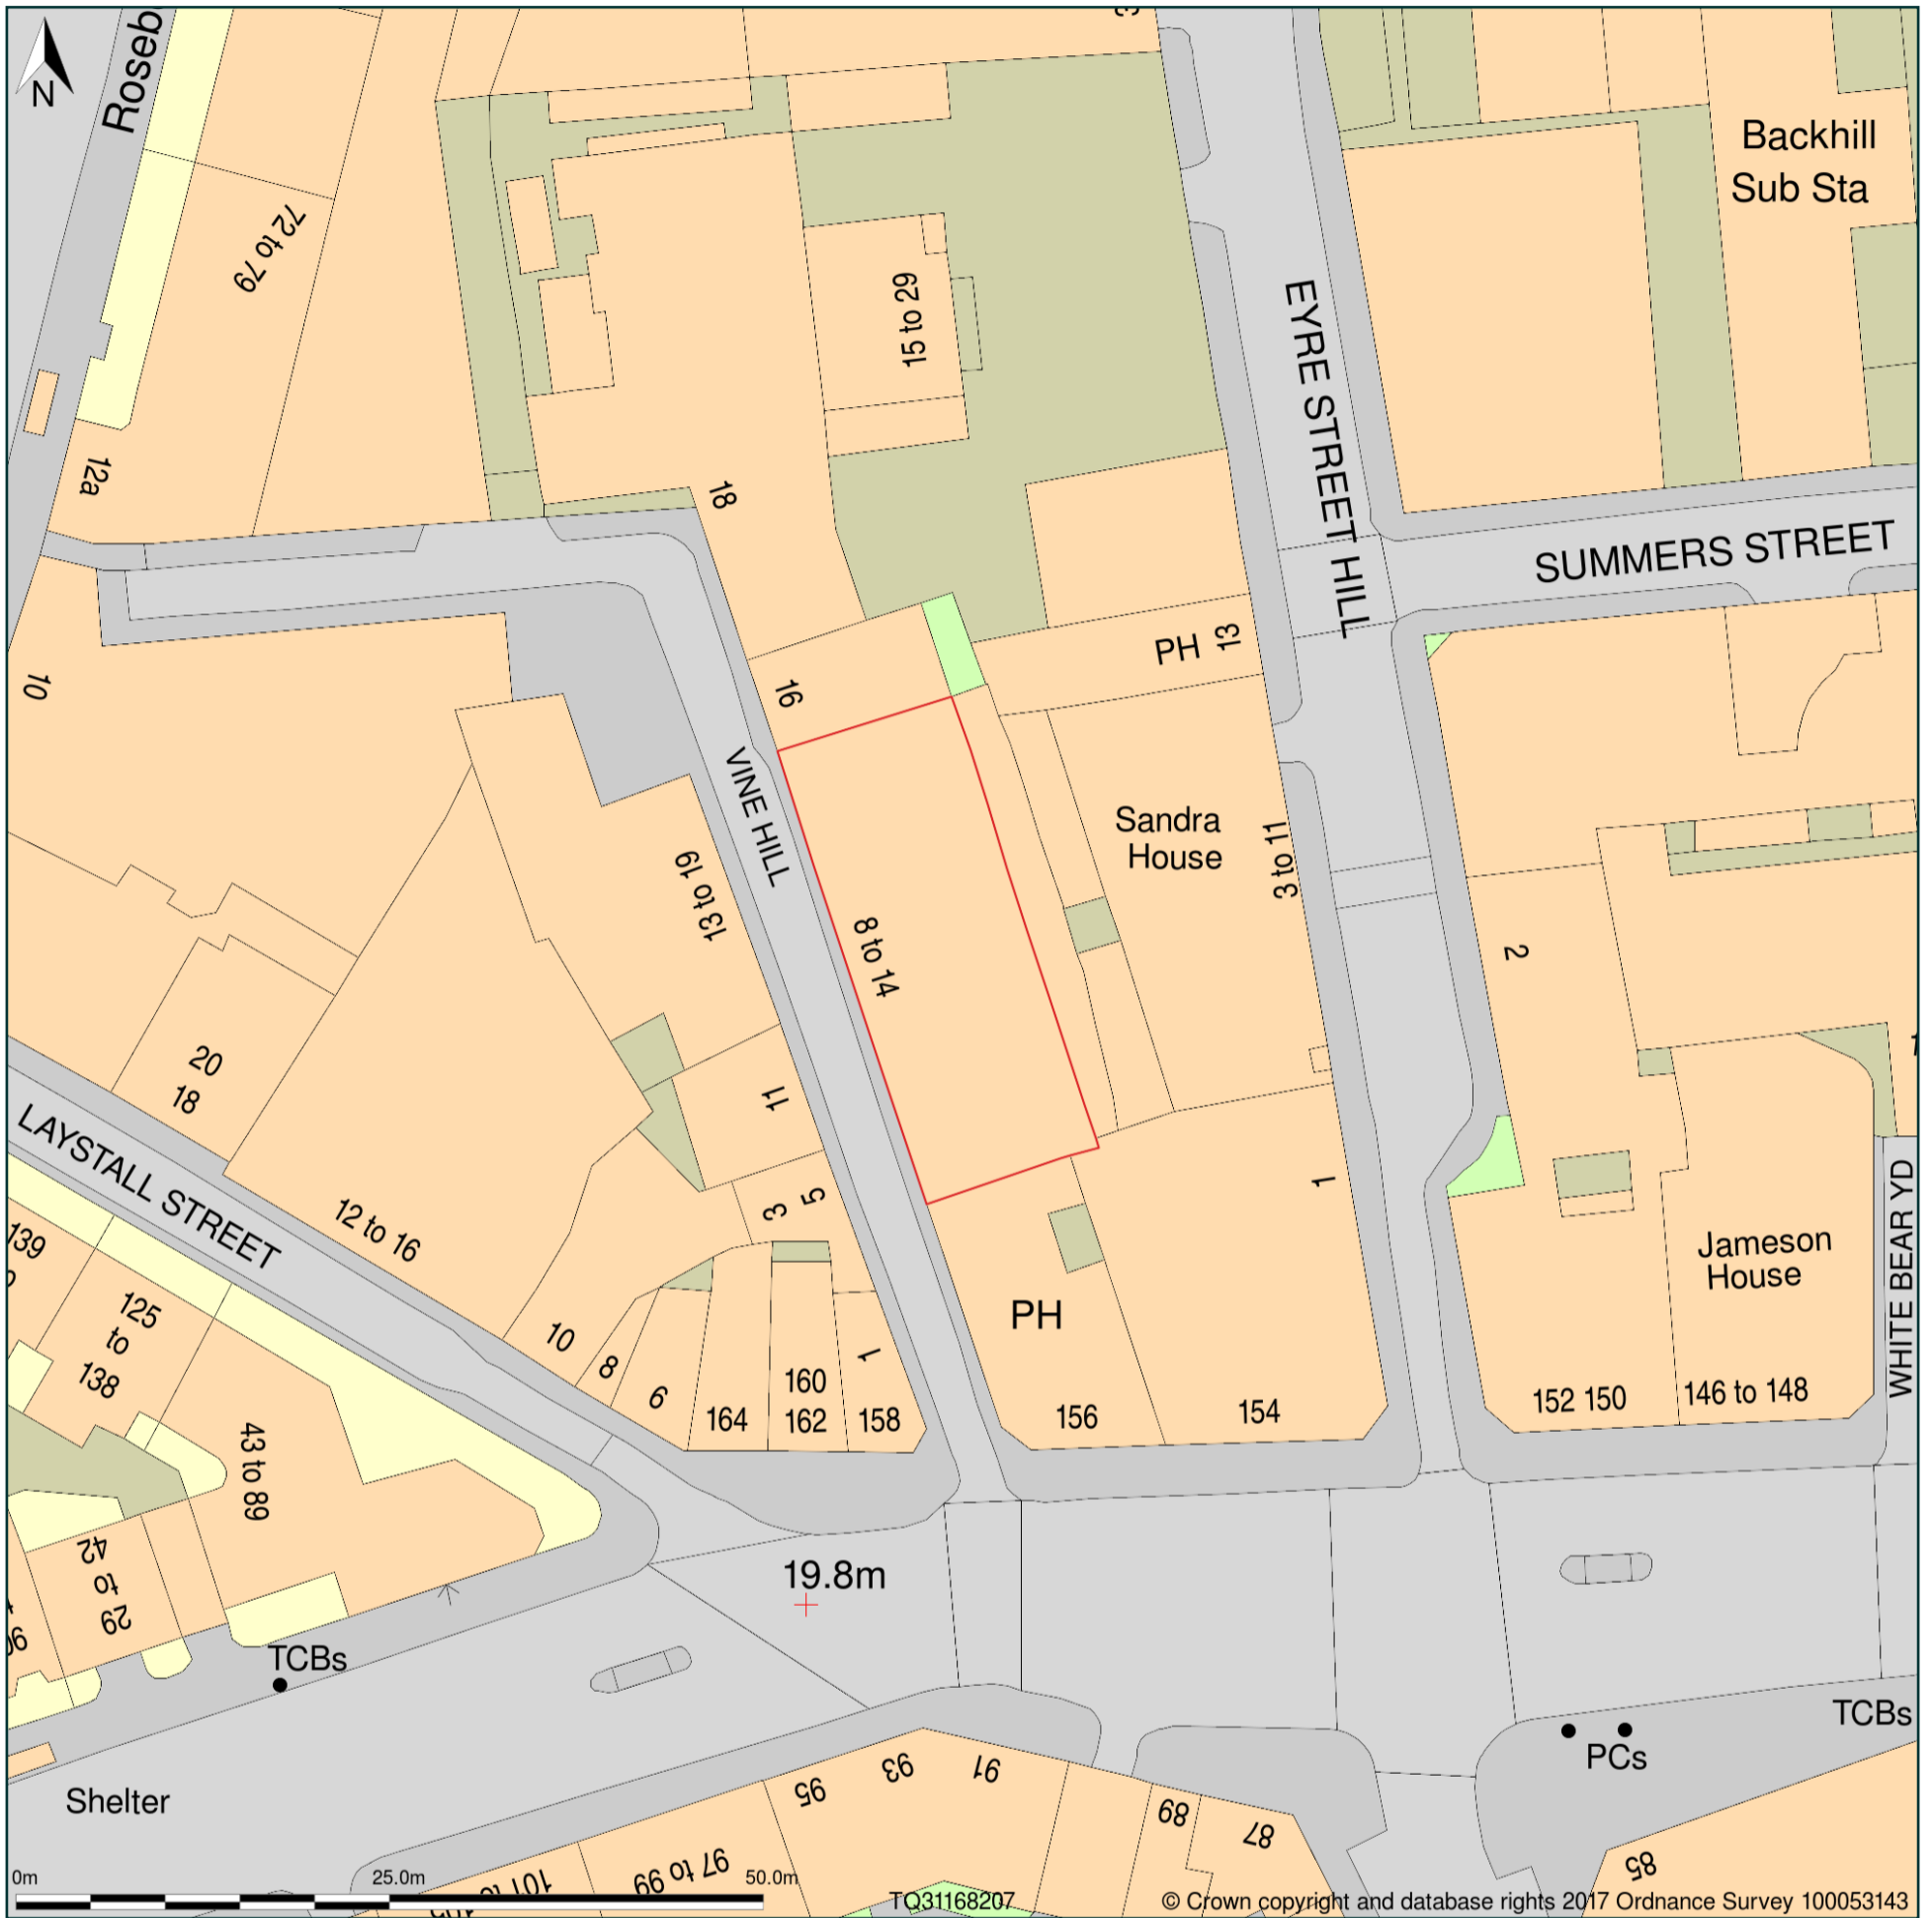 Roseb
N
Backhill
Sub Sta
72 to 79
15 to 29
EYRE STREET HILL
12a
18
SUMMERS STREET
PH 13
10
16
VINE HILL
Sandra
House
3 to 11
13 to 19
8 to 14
2
20
18
11
LAYSTALL STREET
12 to 16
3
5
1
WHITE BEAR YD
Jameson
House
139
125
to
138
PH
10
8
6
164
160
162
1
158
156
154
152 150
146 to 148
43 to 89
42
to
29
90
19.8m
TCBs
TCBs
PCs
Shelter
95
93
91
89
87
85
97 to 99
101
0m
25.0m
50.0m
TQ31168207
© Crown copyright and database rights 2017 Ordnance Survey 100053143